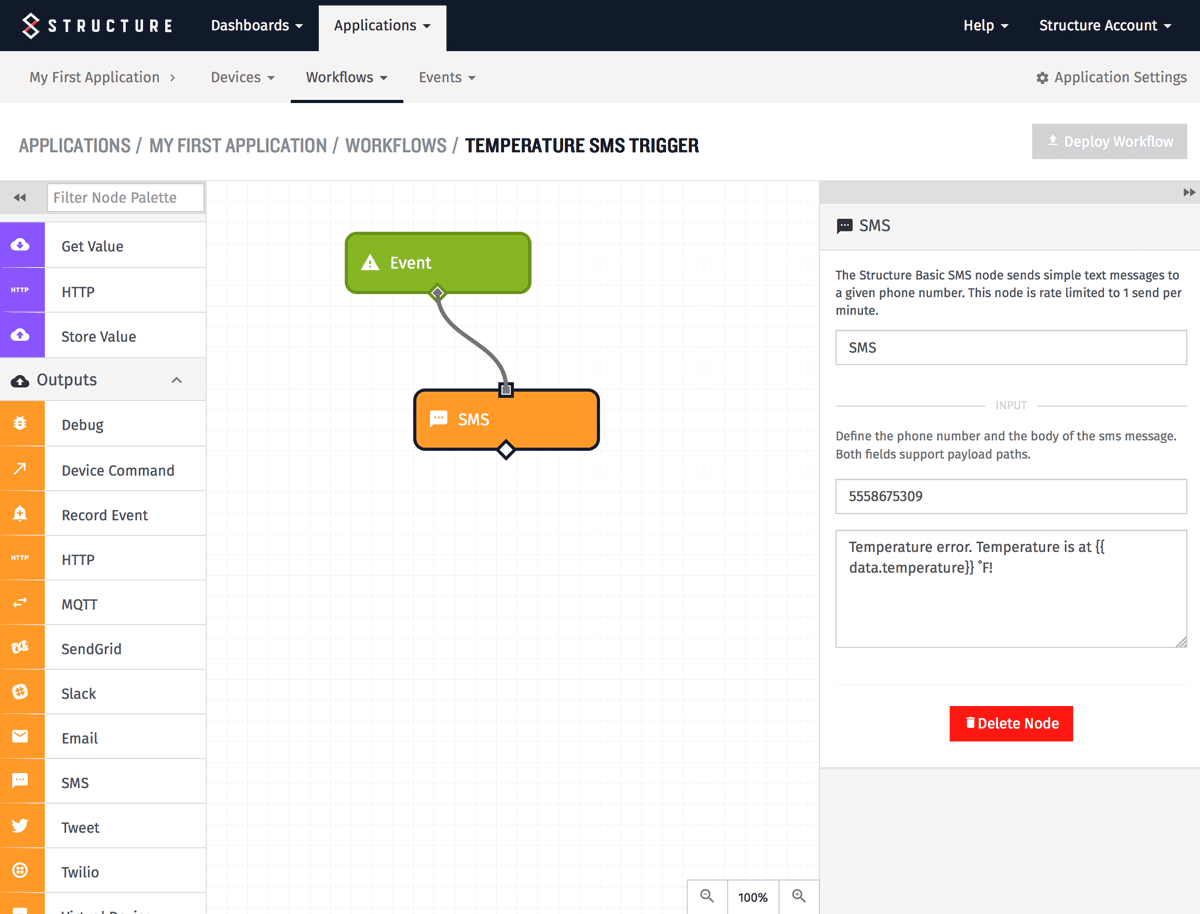 STRUCTURE
Dashboards
Applications
Help
Structure Account
My First Application
Devices
Workflows
Events
Application Settings
APPLICATIONS / MY FIRST APPLICATION / WORKFLOWS / TEMPERATURE SMS TRIGGER
Deploy Workflow
Filter Node Palette
Get Value
HTTP
HTTP
Store Value
Outputs
Debug
Device Command
Record Event
HTTP
HTTP
MQTT
SendGrid
Slack
Email
SMS
Tweet
Twilio
Virtual Device
Event
SMS
100%
SMS
The Structure Basic SMS node sends simple text messages to
a given phone number. This node is rate limited to 1 send per
minute.
SMS
INPUT
Define the phone number and the body of the sms message.
Both fields support payload paths.
5558675309
Temperature error. Temperature is at {{
data.temperature}} ˚F!
Delete Node